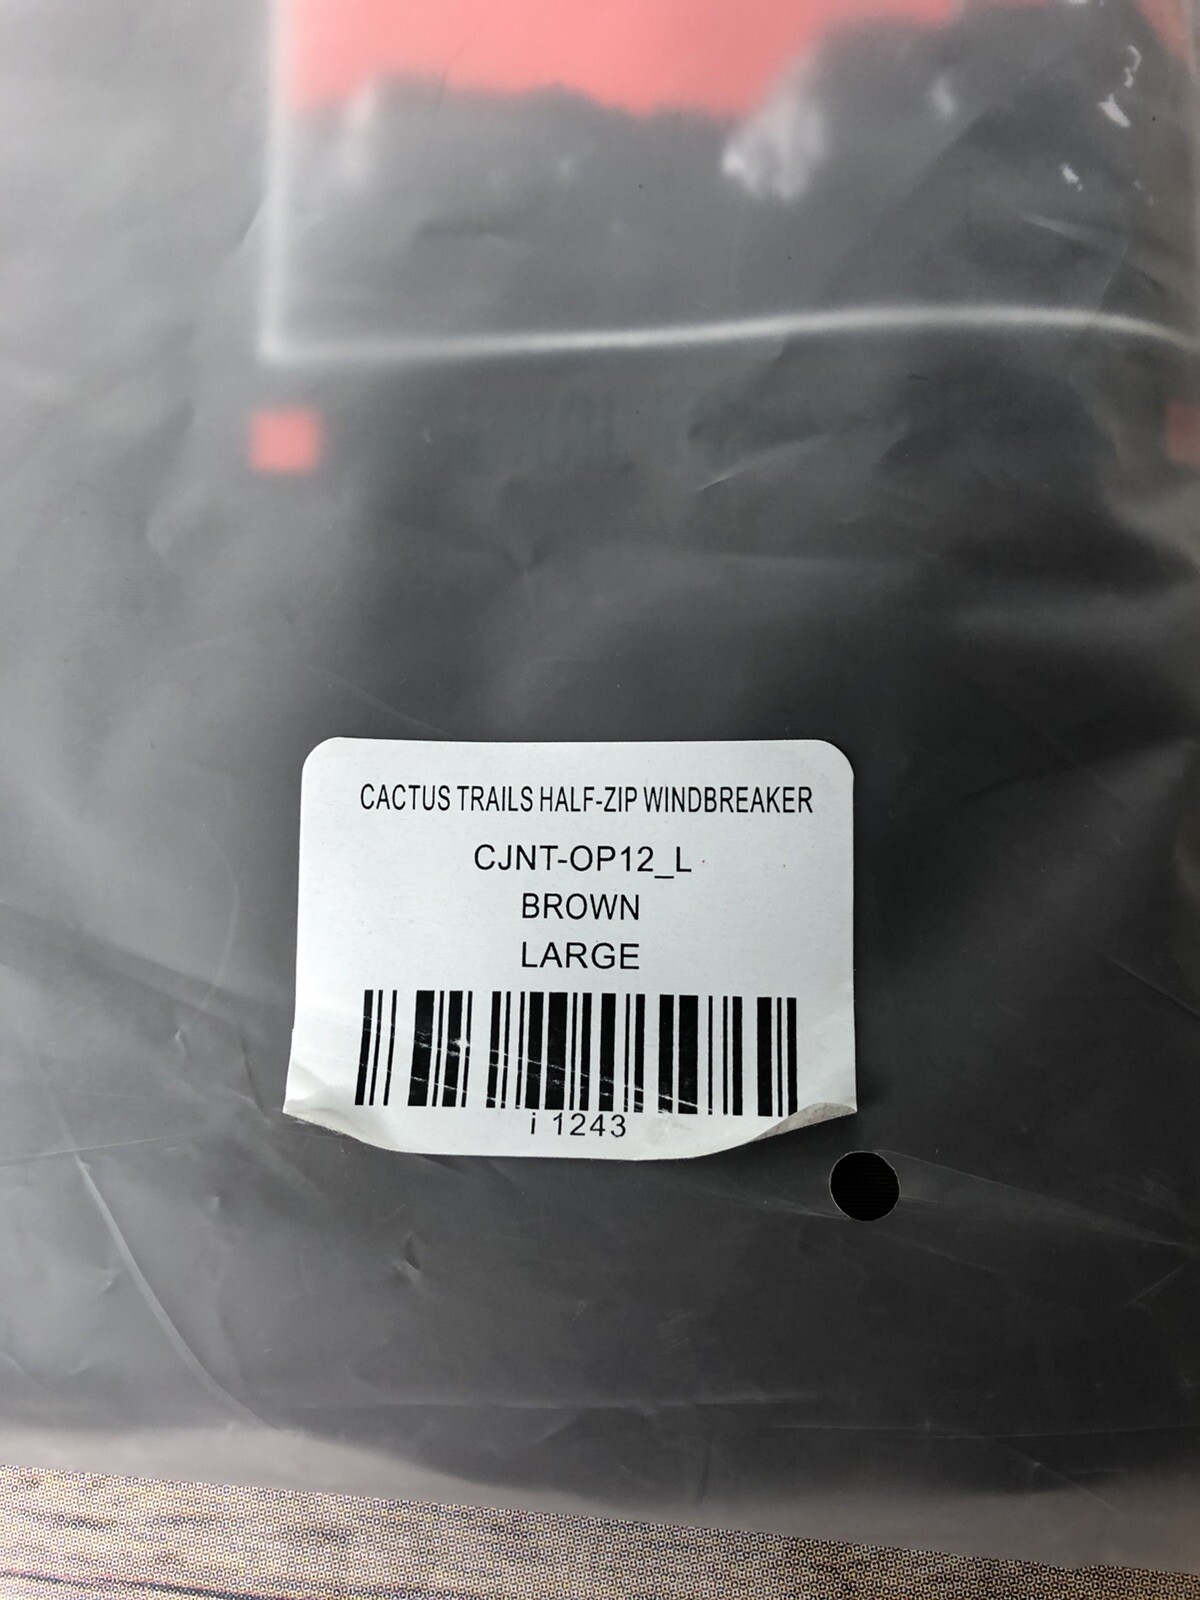 CACTUS TRAILS HALF-ZIP WINDBREAKER
CJNT-OP12_L
BROWN
LARGE
i 1243